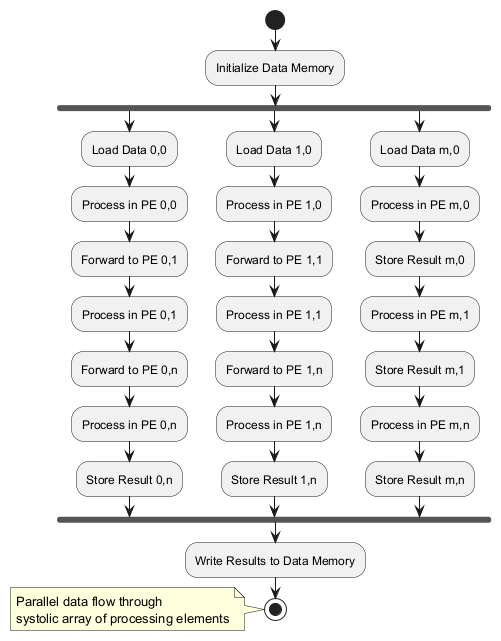 Initialize Data Memory
Load Data 0,0
Process in PE 0,0
Forward to PE 0,1
Process in PE 0,1
Forward to PE 0,n
Process in PE 0,n
Store Result 0,n
Load Data 1,0
Process in PE 1,0
Forward to PE 1,1
Process in PE 1,1
Forward to PE 1,n
Process in PE 1,n
Store Result 1,n
Load Data m,0
Process in PE m,0
Store Result m,0
Process in PE m,1
Store Result m,1
Process in PE m,n
Store Result m,n
Write Results to Data Memory
Parallel data flow through
systolic array of processing elements